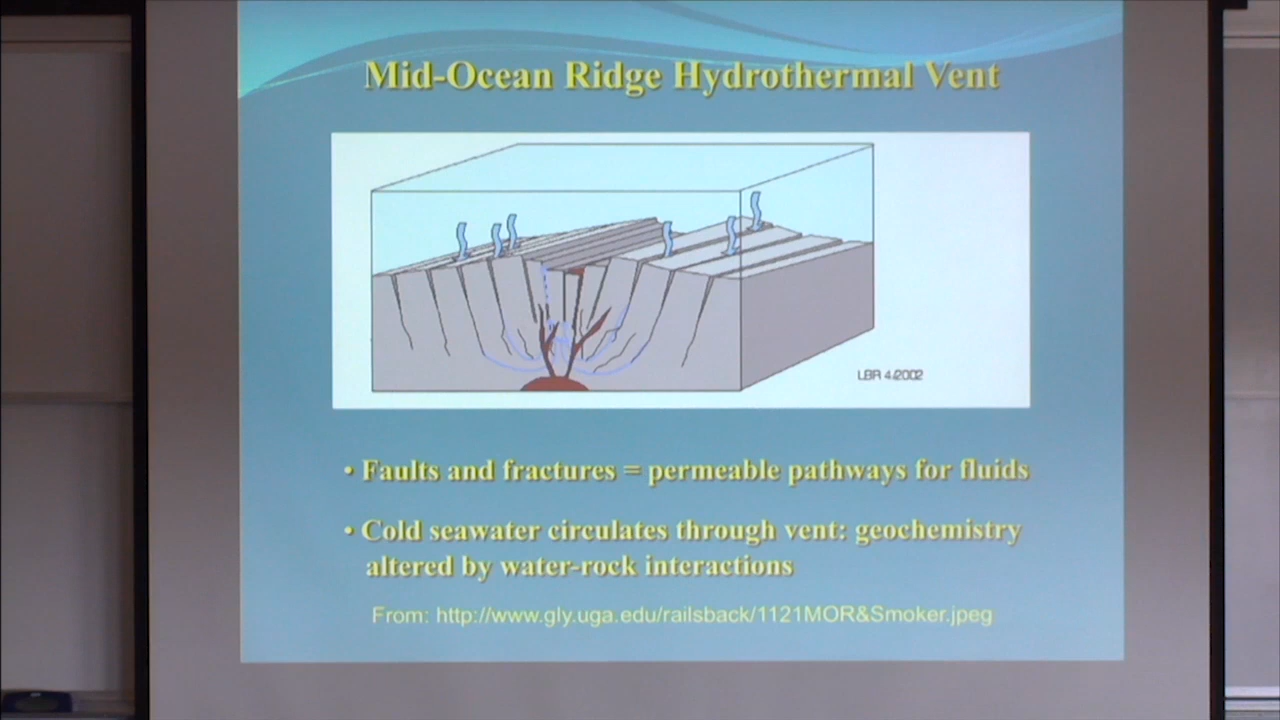 Mid-Ocean Ridge Hydrothermal Vent
LBR 4/2002
• Faults and fractures = permeable pathways for fluids
• Cold seawater circulates through vent: geochemistry
altered by water-rock interactions
From: http://www.gly.uga.edu/railsback/1121MOR&Smoker.jpeg